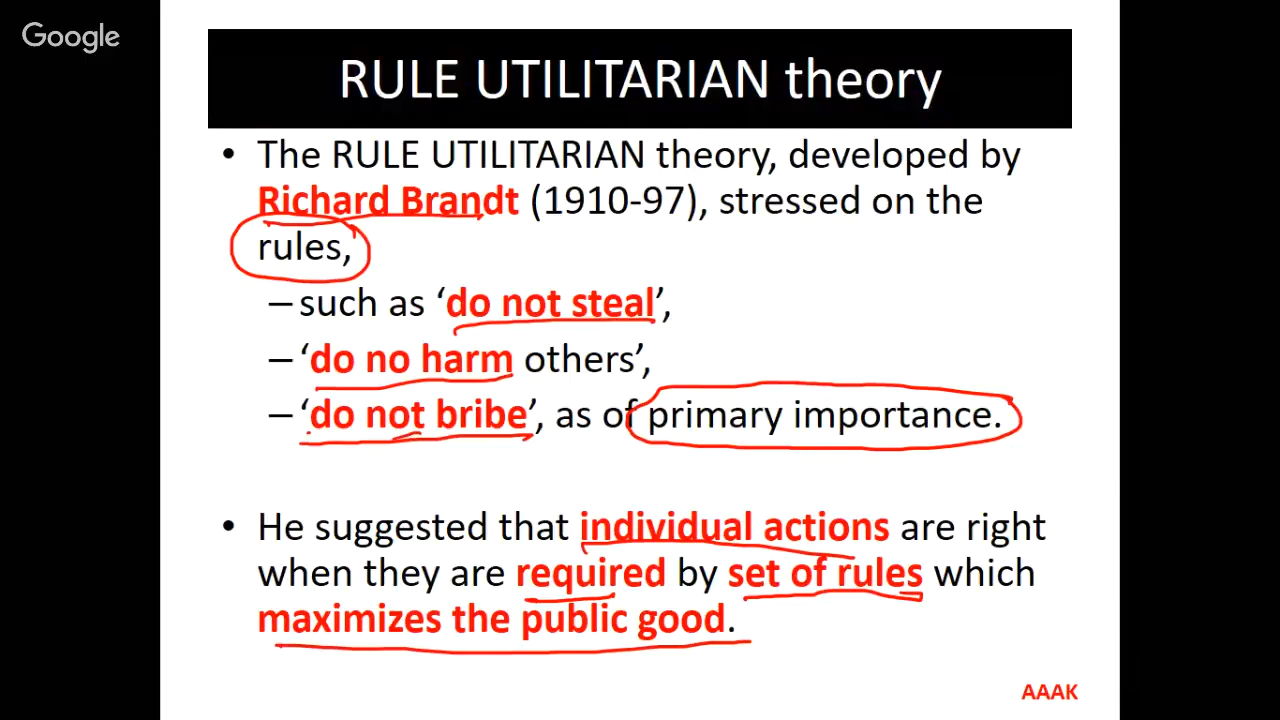 Google
RULE UTILITARIAN theory
• The RULE UTILITARIAN theory, developed by
Richard Brandt (1910-97), stressed on the
rules,
–such as ‘do not steal’,
–‘do no harm others’,
–‘do not bribe’, as of primary importance.
• He suggested that individual actions are right
when they are required by set of rules which
maximizes the public good.
AAAK